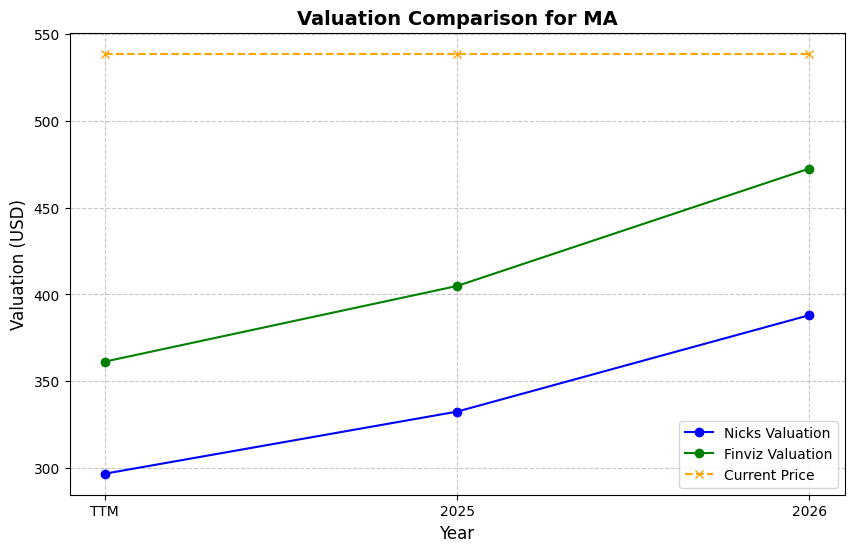 Valuation Comparison for MA
Valuation (USD)
550
500
450
400
350
300
TTM
2025
2026
Year
Nicks Valuation
Finviz Valuation
Current Price